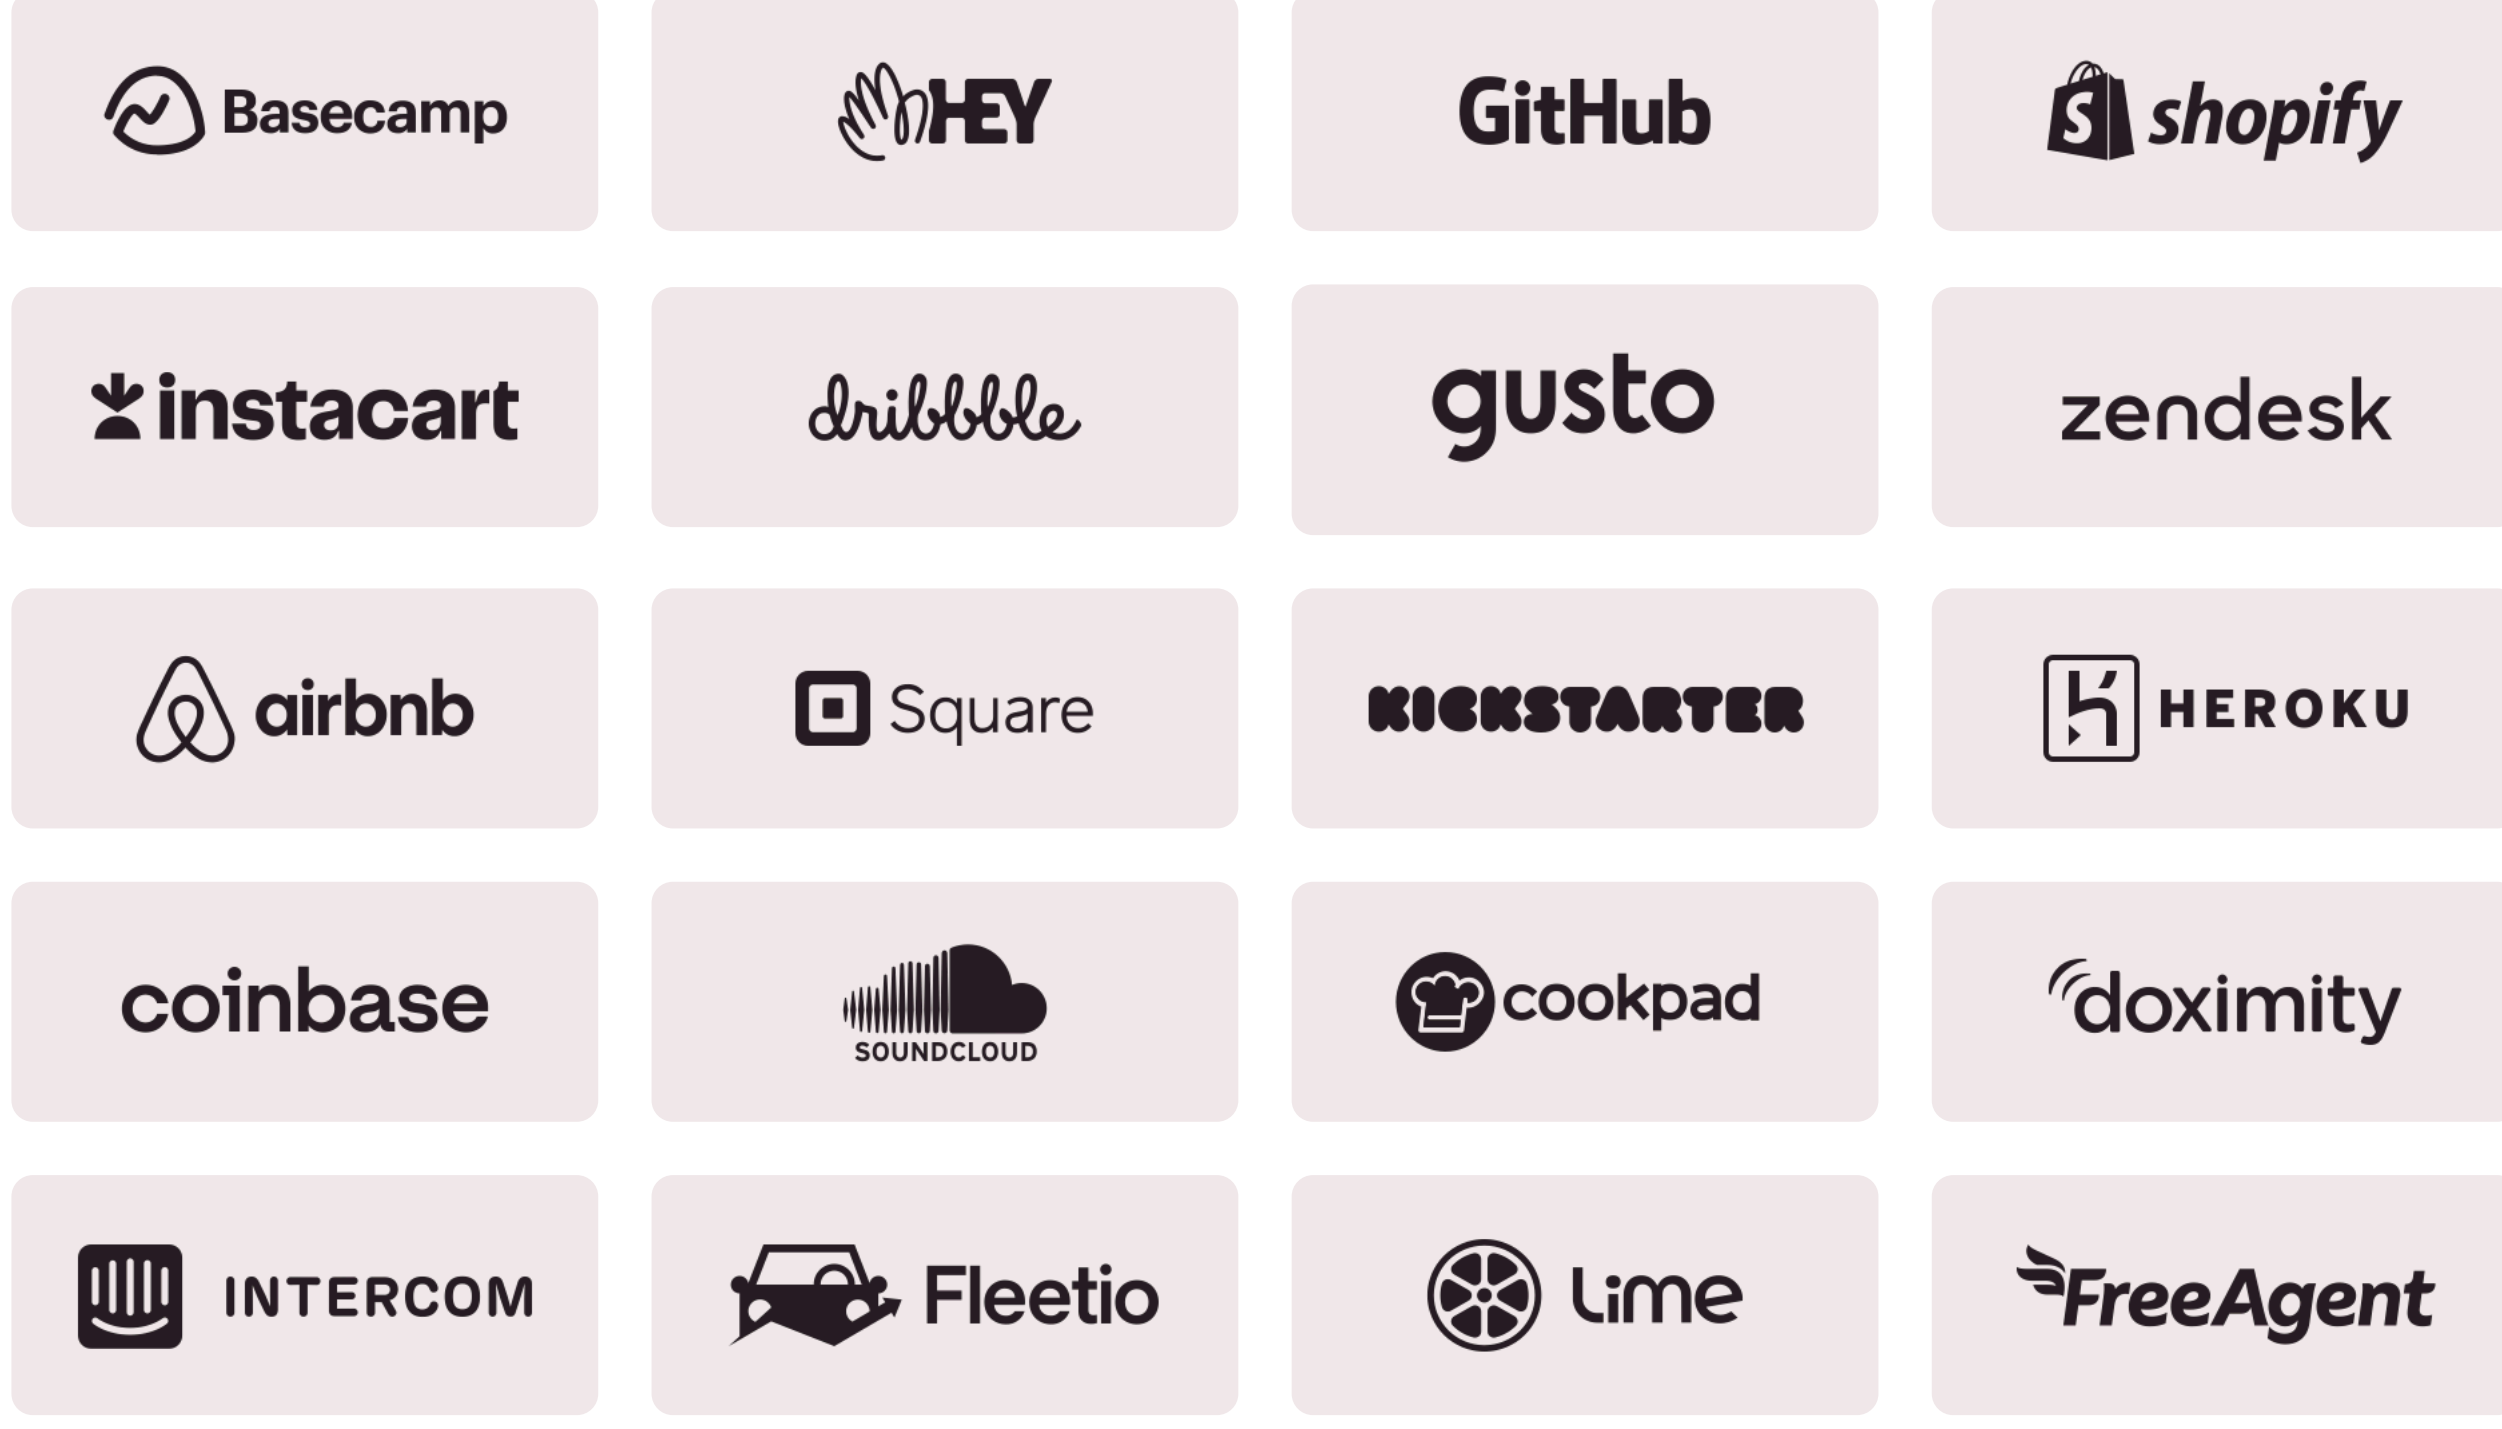 Basecamp
HEY
GitHub
S shopify
instacart
dribbble
gusto
zendesk
airbnb
Square
KICKSTARTER
HEROKU
coinbase
SOUNDCLOUD
cookpad
doximity
INTERCOM
Fleetio
Lime
FreeAgent